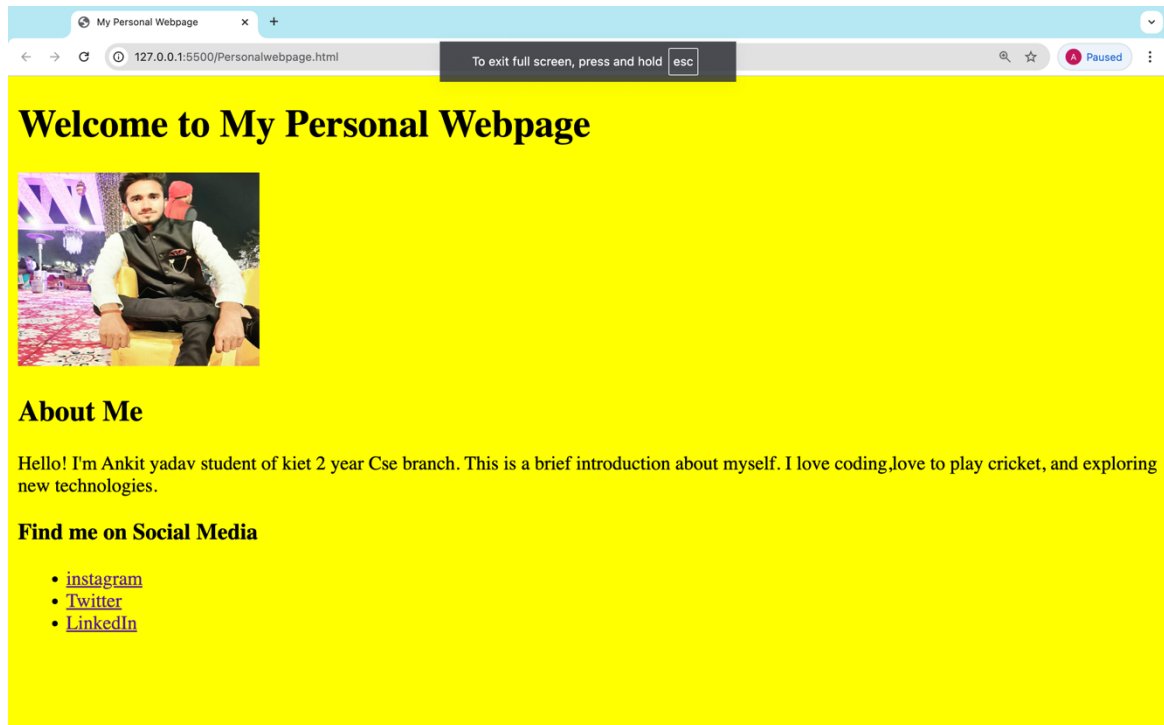 My Personal Webpage
127.0.0.1:5500/Personalwebpage.html
To exit full screen, press and hold esc
A Paused
Welcome to My Personal Webpage
About Me
Hello! I'm Ankit yadav student of kiet 2 year Cse branch. This is a brief introduction about myself. I love coding,love to play cricket, and exploring
new technologies.
Find me on Social Media
instagram
Twitter
LinkedIn